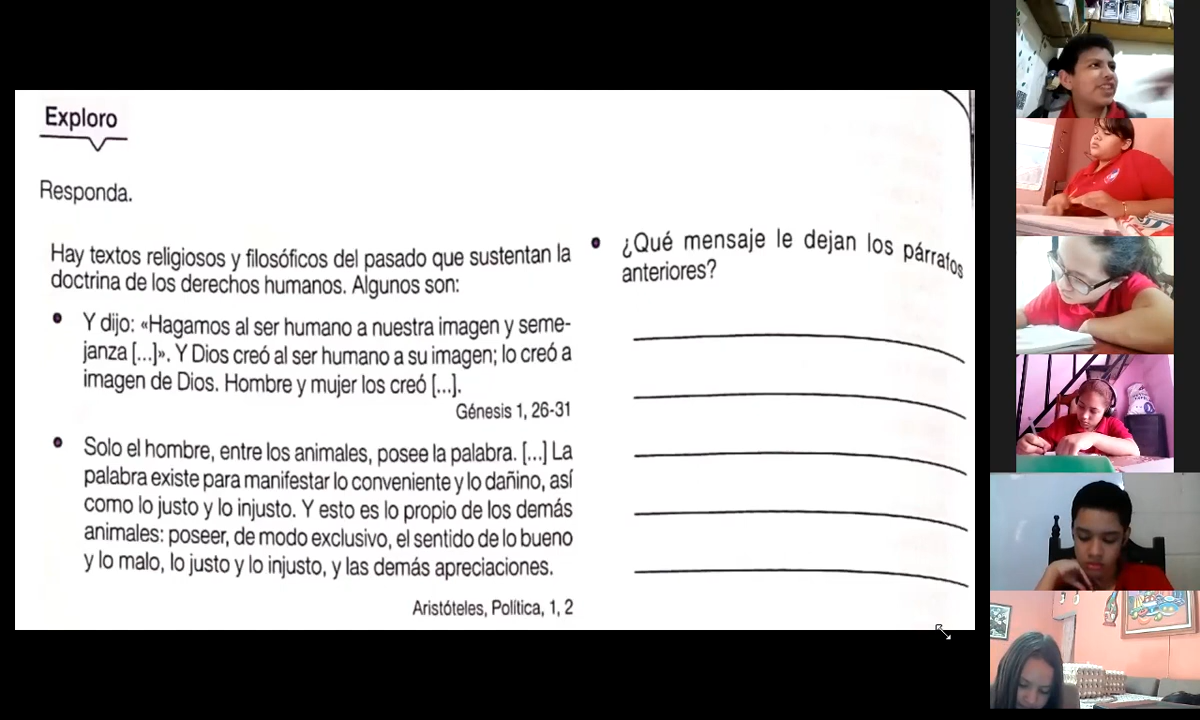 Exploro
Responda.
Hay textos religiosos y filosóficos del pasado que sustentan la
doctrina de los derechos humanos. Algunos son:
• Y dijo: «Hagamos al ser humano a nuestra imagen y seme-
janza [...]». Y Dios creó al ser humano a su imagen; lo creó a
imagen de Dios. Hombre y mujer los creó [...].
Génesis 1, 26-31
• Solo el hombre, entre los animales, posee la palabra. [...] La
palabra existe para manifestar lo conveniente y lo dañino, así
como lo justo y lo injusto. Y esto es lo propio de los demás
animales: poseer, de modo exclusivo, el sentido de lo bueno
y lo malo, lo justo y lo injusto, y las demás apreciaciones.
Aristóteles, Política, 1, 2
• ¿Qué mensaje le dejan los párrafos
anteriores?